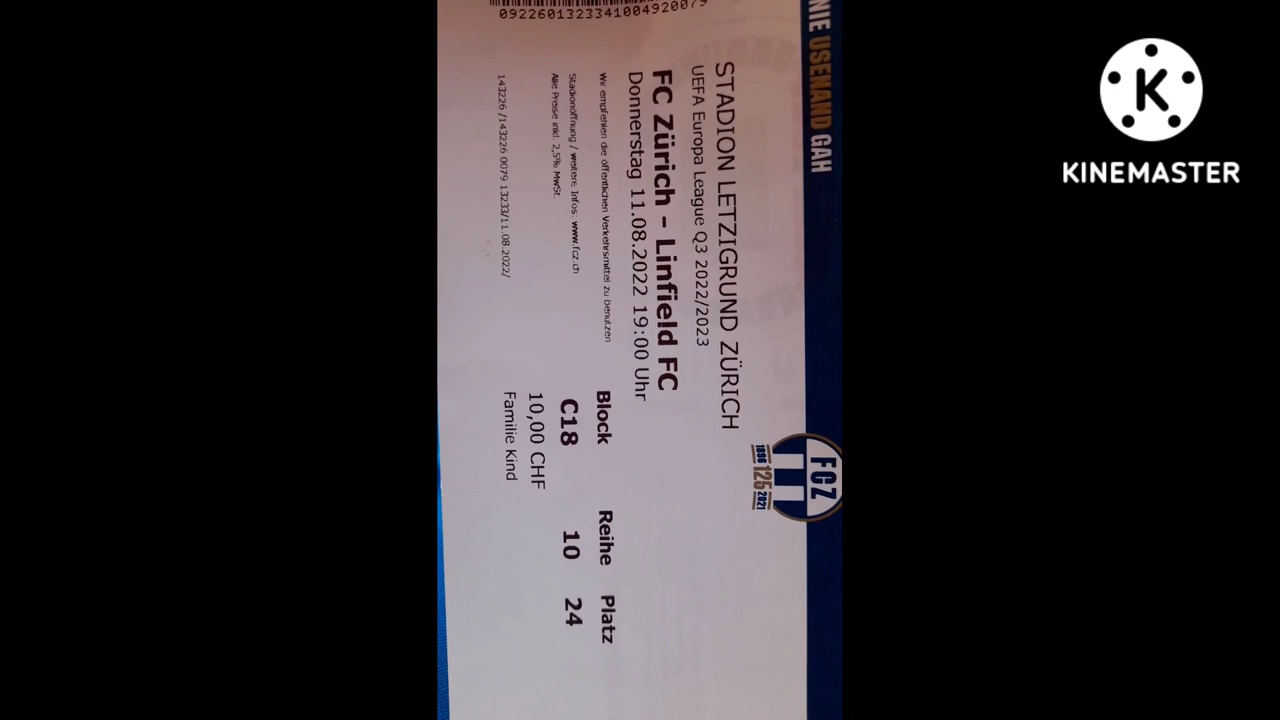 NIE USENAND GAH
FCZ
1896 125 2021
STADION LETZIGRUND ZÜRICH
UEFA Europa League Q3 2022/2023
FC Zürich - Linfield FC
Donnerstag 11.08.2022 19:00 Uhr
Wir empfehlen die öffentlichen Verkehrsmittel zu benutzen
Stadionöffnung / weitere Infos: www.fcz.ch
Alle Preise inkl. 2,5% MwSt.
Block Reihe Platz
C18 10 24
10,00 CHF
Familie Kind
143226 /143226 0079 13233/11.08.2022/
0922601323341004920079
K
KINEMASTER